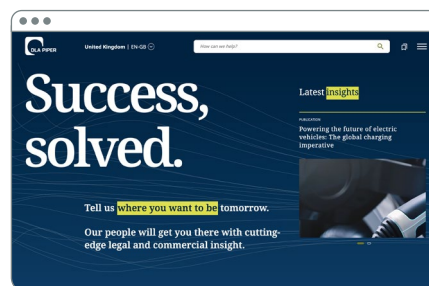 DLA PIPER
United Kingdom | EN-GB
How can we help?
Success,
solved.
Tell us where you want to be tomorrow.
Our people will get you there with cutting-
edge legal and commercial insight.
Latest insights
PUBLICATION
Powering the future of electric
vehicles: The global charging
imperative